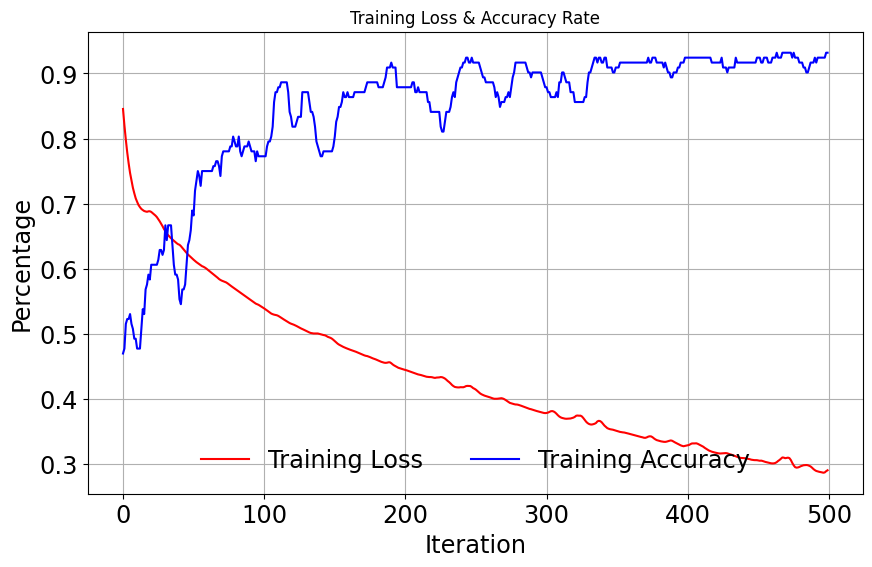 Training Loss & Accuracy Rate
Percentage
0.9
0.8
0.7
0.6
0.5
0.4
0.3
Training Loss Training Accuracy
0 100 200 300 400 500
Iteration